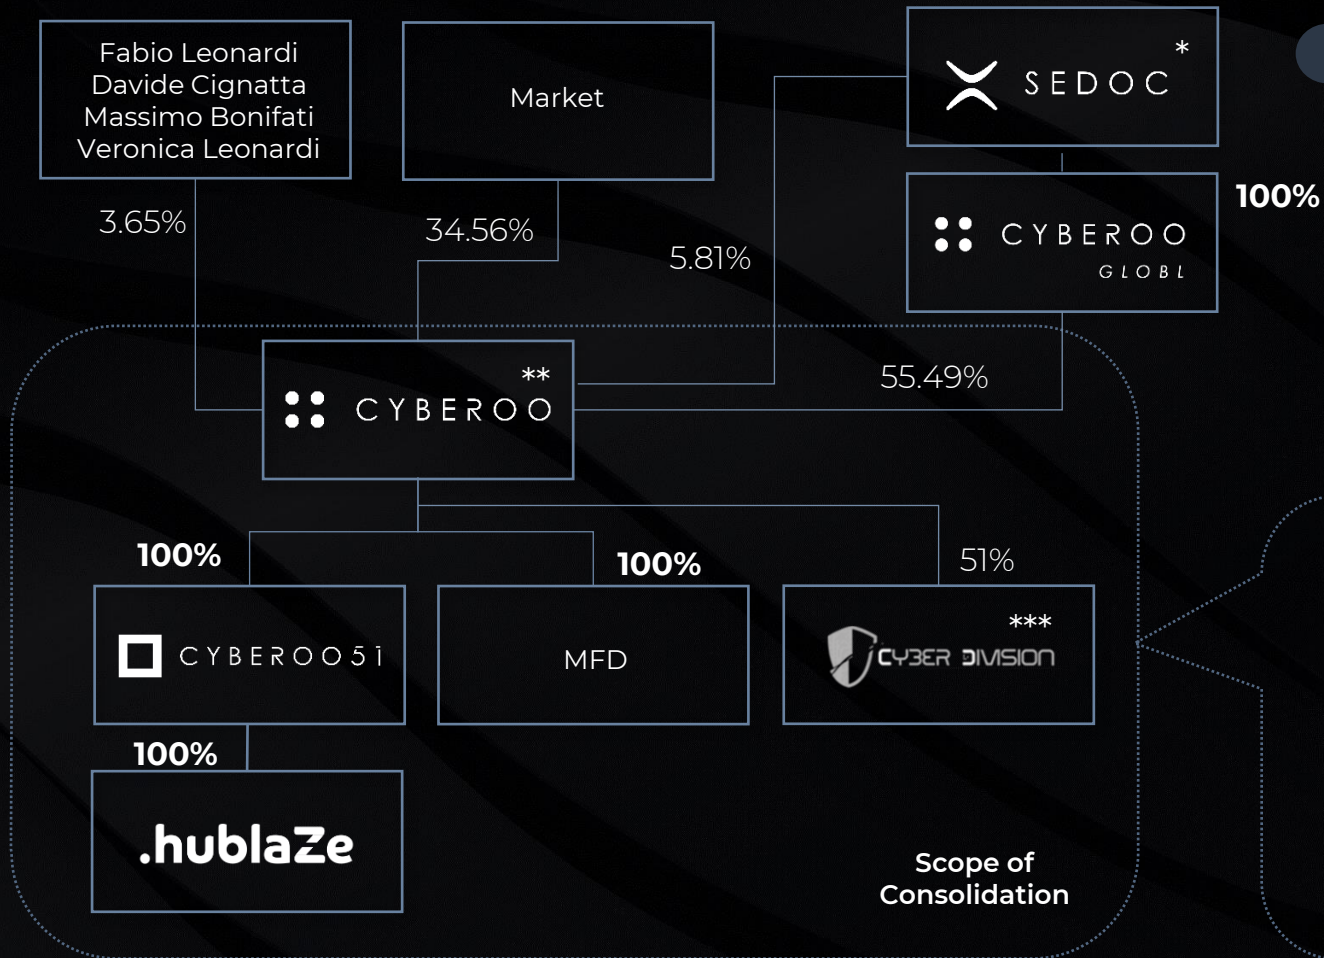 Fabio Leonardi
Davide Cignatta
Massimo Bonifati
Veronica Leonardi
Market
*
SEDOC
100%
CYBEROO
GLOBL
3.65%
34.56%
5.81%
55.49%
**
CYBEROO
100%
100%
51%
CYBEROO51
MFD
***
CYBER DIVISION
100%
.hublaze
Scope of
Consolidation